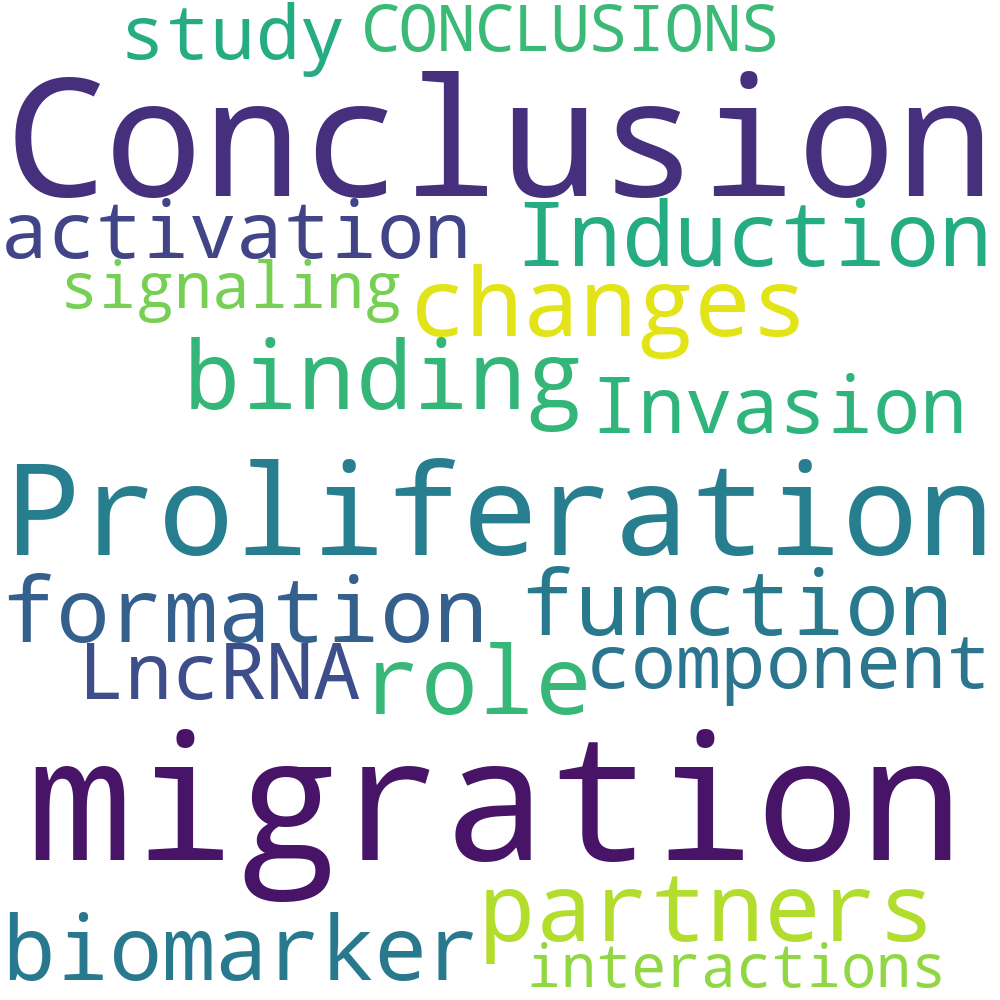 study CONCLUSIONS
Conclusion
activation Induction
signaling changes
binding Invasion
Proliferation
formation function
LncRNA role component
migration
biomarker partners
interactions